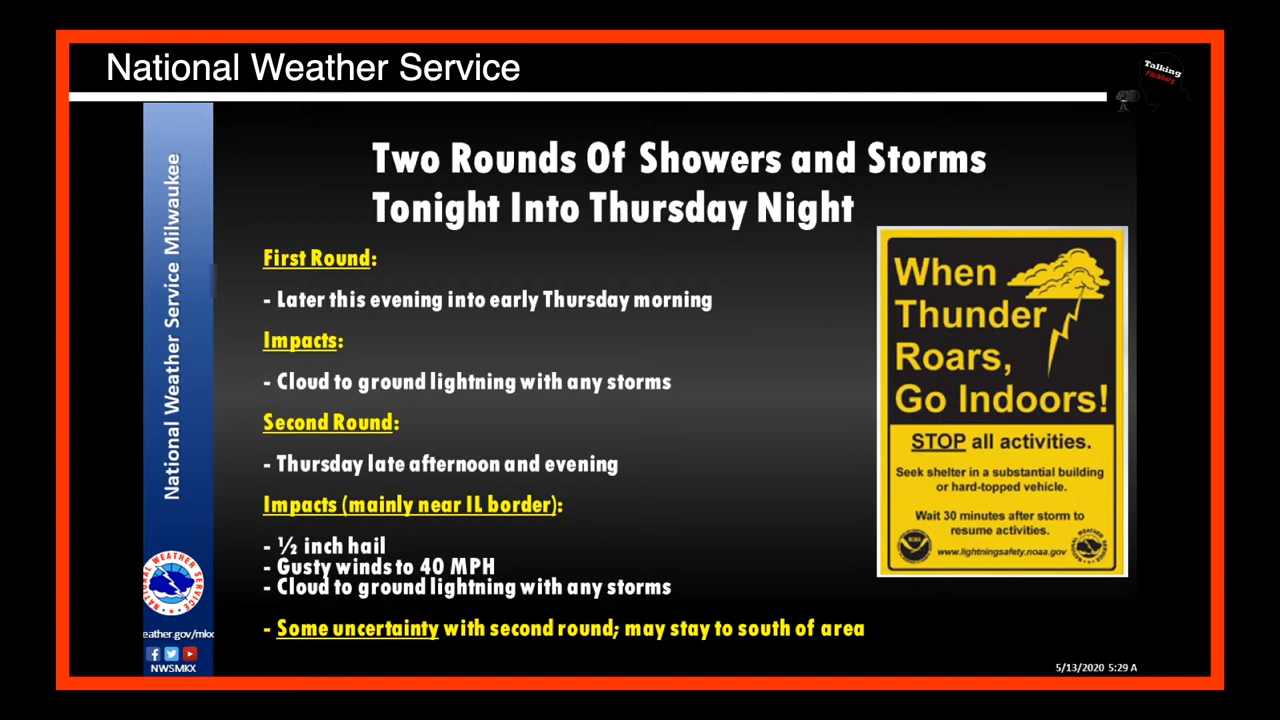 National Weather Service
Talking
Fitchburg
National Weather Service Milwaukee
Two Rounds Of Showers and Storms
Tonight Into Thursday Night
First Round:
- Later this evening into early Thursday morning
Impacts:
- Cloud to ground lightning with any storms
Second Round:
- Thursday late afternoon and evening
Impacts (mainly near IL border):
- ½ inch hail
- Gusty winds to 40 MPH
- Cloud to ground lightning with any storms
- Some uncertainty with second round; may stay to south of area
When
Thunder
Roars,
Go Indoors!
STOP all activities.
Seek shelter in a substantial building
or hard-topped vehicle.
Wait 30 minutes after storm to
resume activities.
www.lightningsafety.noaa.gov
NOAA
NATIONAL WEATHER SERVICE
eather.gov/mkx
NWSMKX
5/13/2020 5:29 A